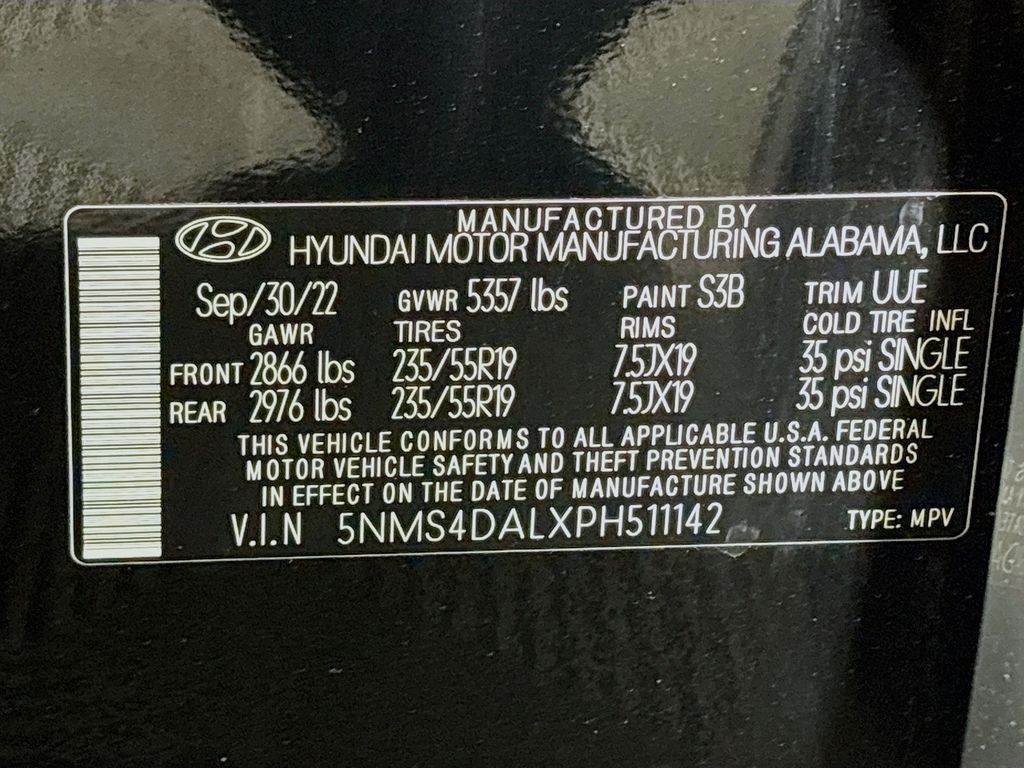 MANUFACTURED BY
HYUNDAI MOTOR MANUFACTURING ALABAMA, LLC
Sep/30/22 GVWR 5357 lbs PAINT S3B TRIM UUE
GAWR TIRES RIMS COLD TIRE INFL
FRONT 2866 lbs 235/55R19 7.5JX19 35 psi SINGLE
REAR 2976 lbs 235/55R19 7.5JX19 35 psi SINGLE
THIS VEHICLE CONFORMS TO ALL APPLICABLE U.S.A. FEDERAL
MOTOR VEHICLE SAFETY AND THEFT PREVENTION STANDARDS
IN EFFECT ON THE DATE OF MANUFACTURE SHOWN ABOVE
V.I.N 5NMS4DALXPH511142 TYPE: MPV